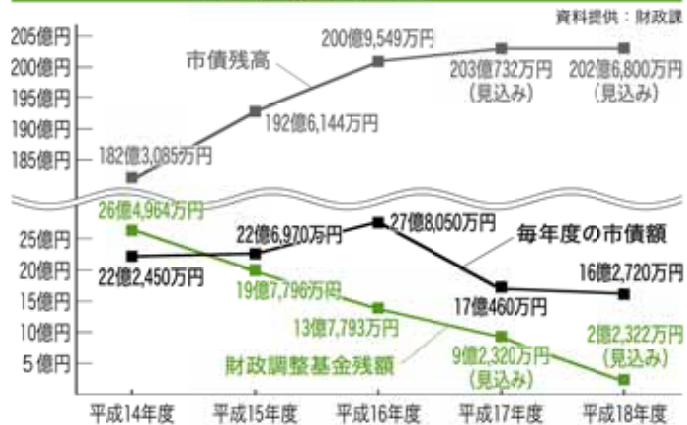 資料提供：財政課
205億円
200億円
195億円
190億円
185億円
25億円
20億円
15億円
10億円
5億円
市債残高
182億3,085万円
192億6,144万円
200億9,549万円
203億732万円
（見込み）
202億6,800万円
（見込み）
毎年度の市債額
22億2,450万円
22億6,970万円
27億8,050万円
17億460万円
16億2,720万円
財政調整基金残額
26億4,964万円
19億7,796万円
13億7,793万円
9億2,320万円
（見込み）
2億2,322万円
（見込み）
平成14年度
平成15年度
平成16年度
平成17年度
平成18年度